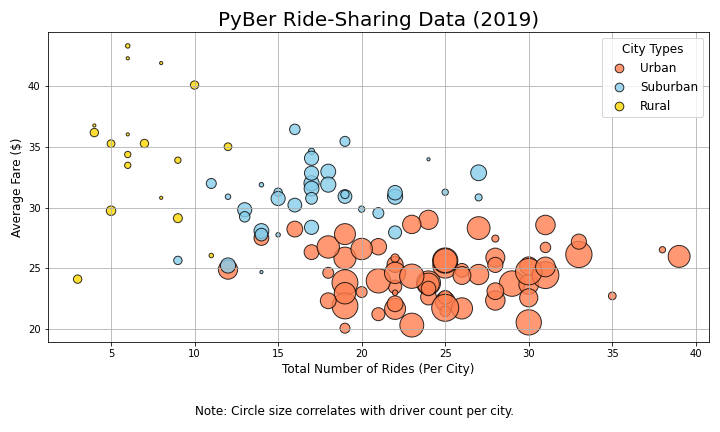 PyBer Ride-Sharing Data (2019)
City Types
Urban
Suburban
Rural
Average Fare ($)
40
35
30
25
20
5 10 15 20 25 30 35 40
Total Number of Rides (Per City)
Note: Circle size correlates with driver count per city.